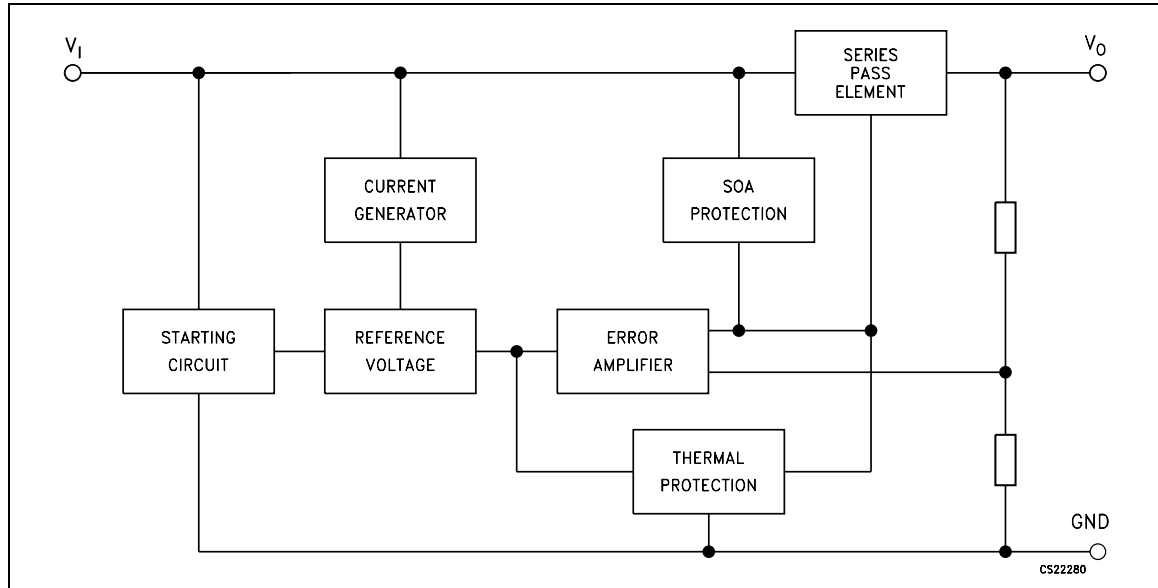 V_I
V_O
SERIES
PASS
ELEMENT
CURRENT
GENERATOR
SOA
PROTECTION
STARTING
CIRCUIT
REFERENCE
VOLTAGE
ERROR
AMPLIFIER
THERMAL
PROTECTION
GND
CS22280